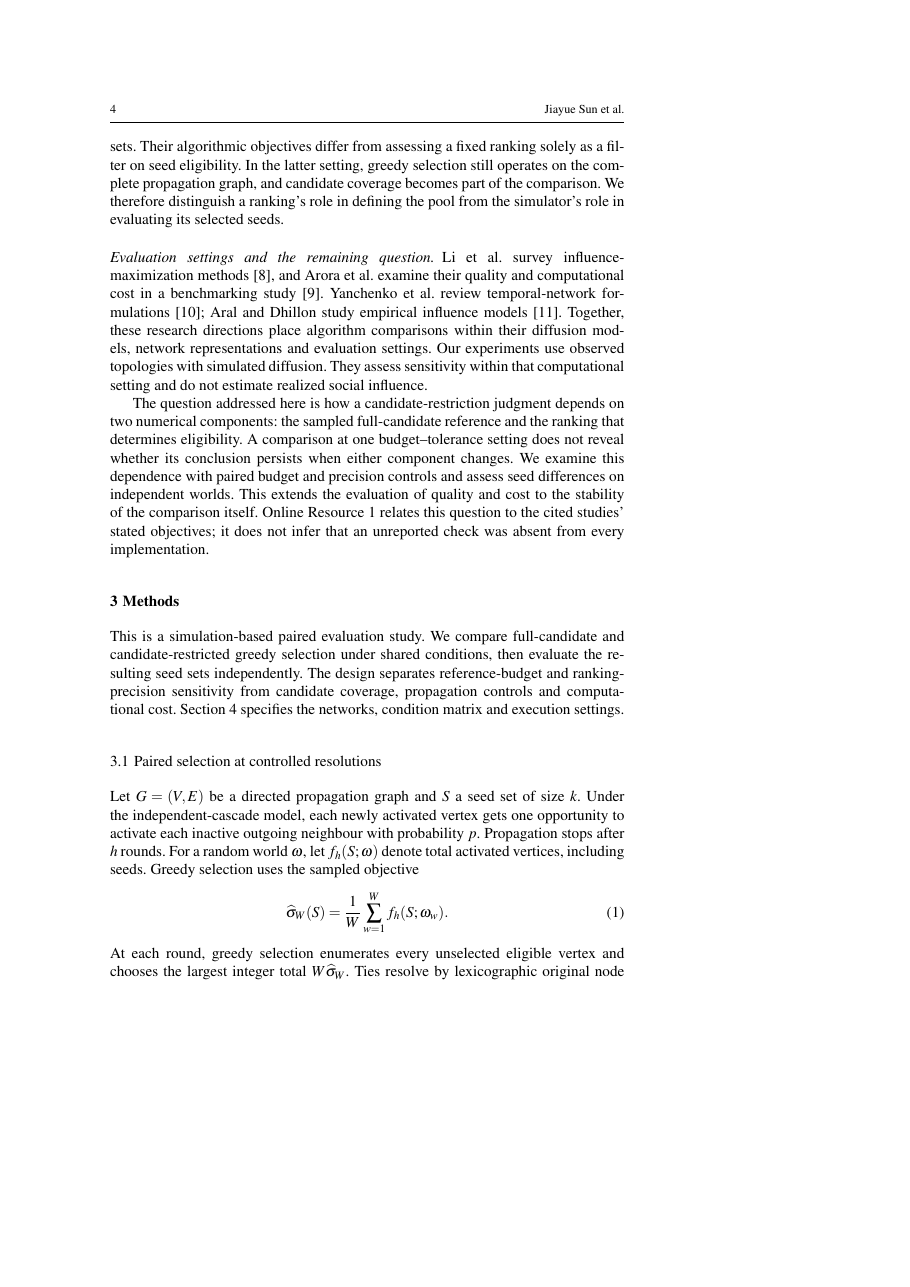 4
Jiayue Sun et al.
sets. Their algorithmic objectives differ from assessing a fixed ranking solely as a fil-
ter on seed eligibility. In the latter setting, greedy selection still operates on the com-
plete propagation graph, and candidate coverage becomes part of the comparison. We
therefore distinguish a ranking’s role in defining the pool from the simulator’s role in
evaluating its selected seeds.
Evaluation settings and the remaining question. Li et al. survey influence-
maximization methods [8], and Arora et al. examine their quality and computational
cost in a benchmarking study [9]. Yanchenko et al. review temporal-network for-
mulations [10]; Aral and Dhillon study empirical influence models [11]. Together,
these research directions place algorithm comparisons within their diffusion mod-
els, network representations and evaluation settings. Our experiments use observed
topologies with simulated diffusion. They assess sensitivity within that computational
setting and do not estimate realized social influence.
The question addressed here is how a candidate-restriction judgment depends on
two numerical components: the sampled full-candidate reference and the ranking that
determines eligibility. A comparison at one budget–tolerance setting does not reveal
whether its conclusion persists when either component changes. We examine this
dependence with paired budget and precision controls and assess seed differences on
independent worlds. This extends the evaluation of quality and cost to the stability
of the comparison itself. Online Resource 1 relates this question to the cited studies’
stated objectives; it does not infer that an unreported check was absent from every
implementation.
3 Methods
This is a simulation-based paired evaluation study. We compare full-candidate and
candidate-restricted greedy selection under shared conditions, then evaluate the re-
sulting seed sets independently. The design separates reference-budget and ranking-
precision sensitivity from candidate coverage, propagation controls and computa-
tional cost. Section 4 specifies the networks, condition matrix and execution settings.
3.1 Paired selection at controlled resolutions
Let G = (V,E) be a directed propagation graph and S a seed set of size k. Under
the independent-cascade model, each newly activated vertex gets one opportunity to
activate each inactive outgoing neighbour with probability p. Propagation stops after
h rounds. For a random world ω, let f_h(S;ω) denote total activated vertices, including
seeds. Greedy selection uses the sampled objective
σ̂_W(S) = 1/W ∑_{w=1}^{W} f_h(S;ω_w). (1)
At each round, greedy selection enumerates every unselected eligible vertex and
chooses the largest integer total Wσ̂_W. Ties resolve by lexicographic original node